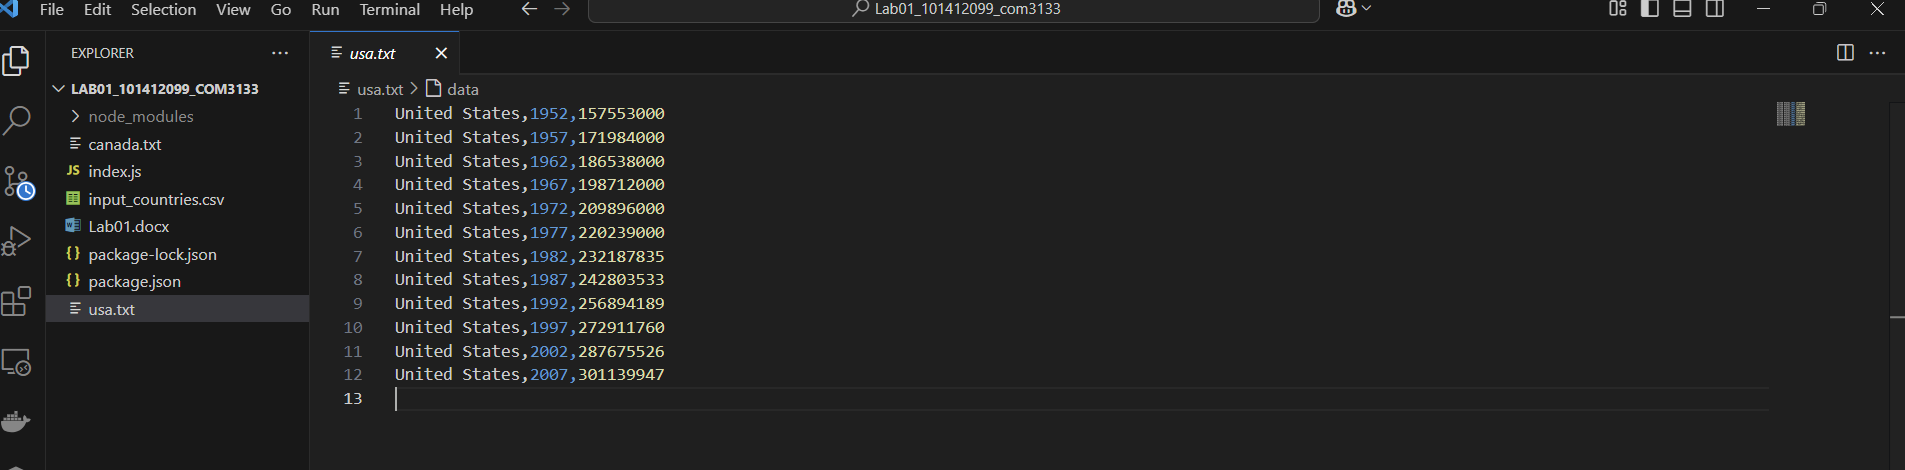 File Edit Selection View Go Run Terminal Help
Lab01_101412099_com3133
EXPLORER
LAB01_101412099_COM3133
node_modules
canada.txt
JS index.js
input_countries.csv
Lab01.docx
{} package-lock.json
{} package.json
usa.txt
usa.txt
usa.txt > data
1 United States,1952,157553000
2 United States,1957,171984000
3 United States,1962,186538000
4 United States,1967,198712000
5 United States,1972,209896000
6 United States,1977,220239000
7 United States,1982,232187835
8 United States,1987,242803533
9 United States,1992,256894189
10 United States,1997,272911760
11 United States,2002,287675526
12 United States,2007,301139947
13